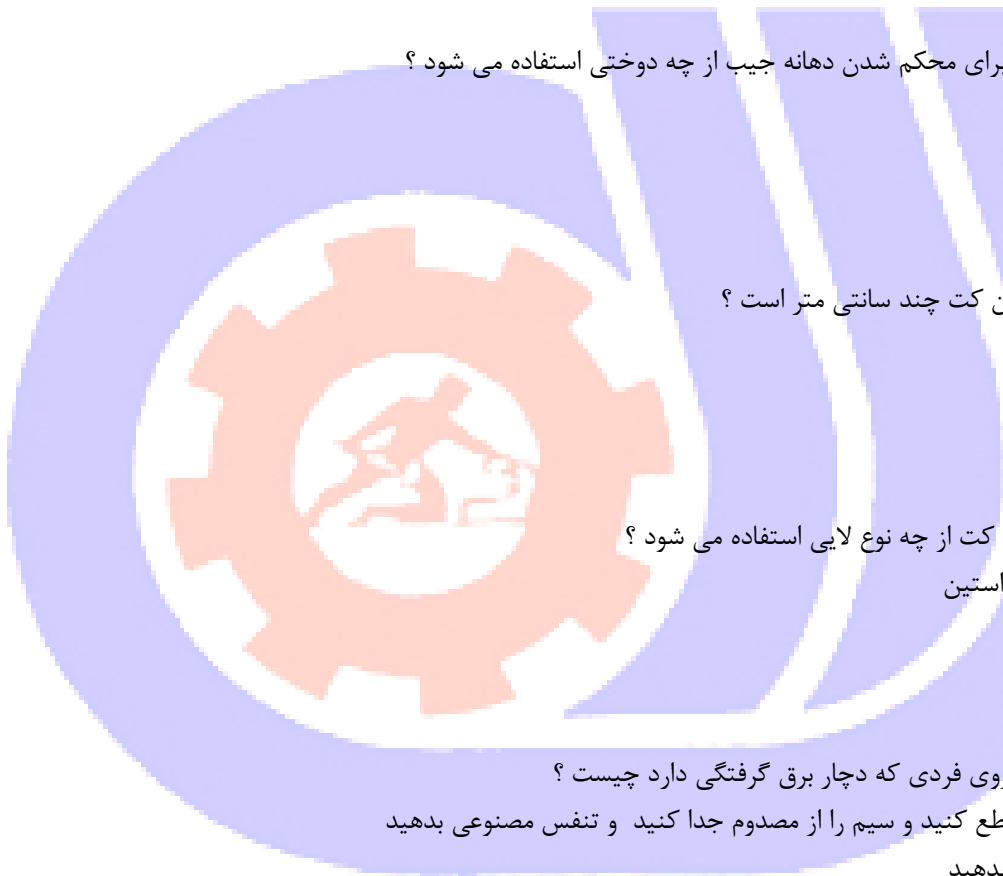 برای محکم شدن دهانه جیب از چه دوختی استفاده می شود ؟
کت چند سانتی متر است ؟
کت از چه نوع لایی استفاده می شود ؟
استین
روی فردی که دچار برق گرفتگی دارد چیست ؟
کنید و سیم را از مصدوم جدا کنید و تنفس مصنوعی بدهید
بدهید